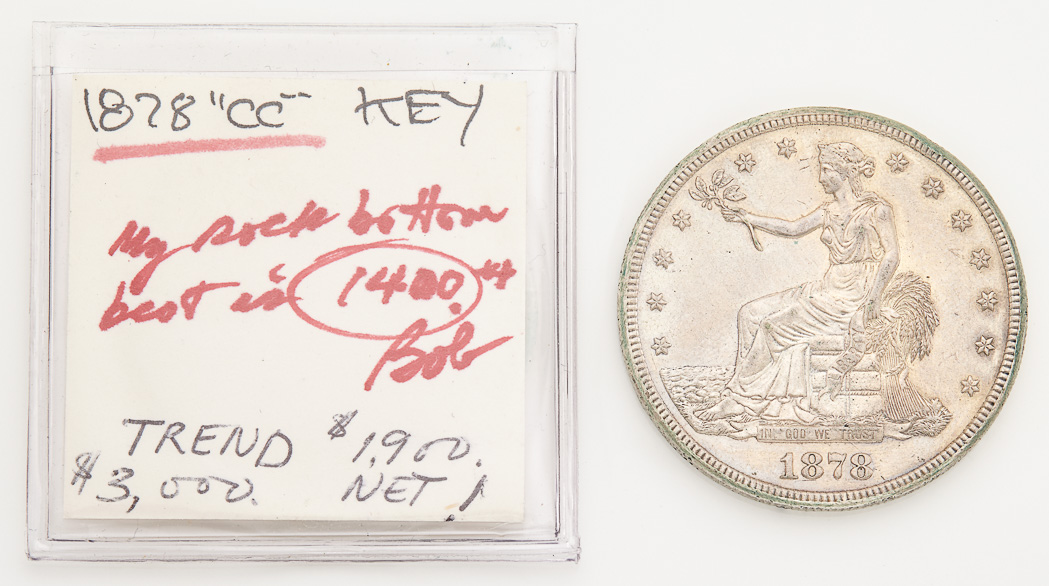 1878 "CC" KEY
My rock bottom
best is 1400.
Bob
TREND $1,900.
$3,000. NET!
IN GOD WE TRUST
1878